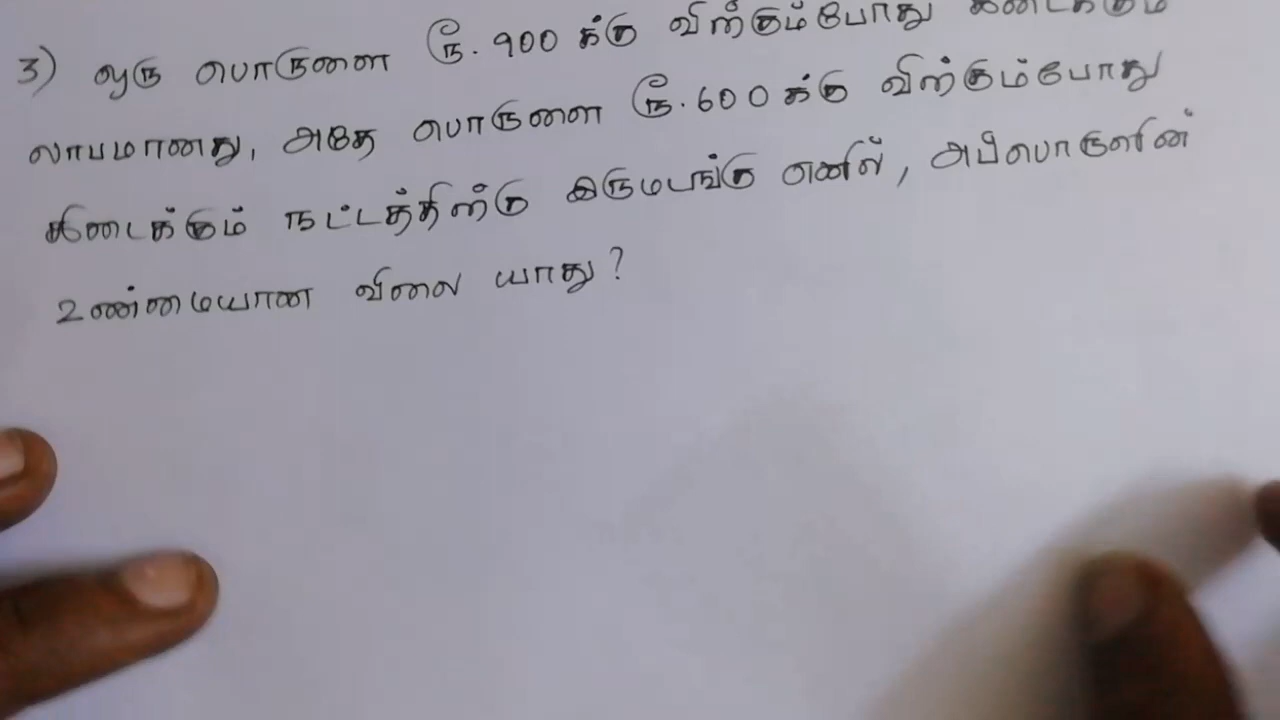 3) ஒரு பொருளை ரூ. 900 க்கு விற்கும்போது கிடைக்கும்
லாபமானது, அதே பொருளை ரூ. 600 க்கு விற்கும்போது
கிடைக்கும் நட்டத்திற்கு இருமடங்கு எனில், அப்பொருளின்
உண்மையான விலை யாது?